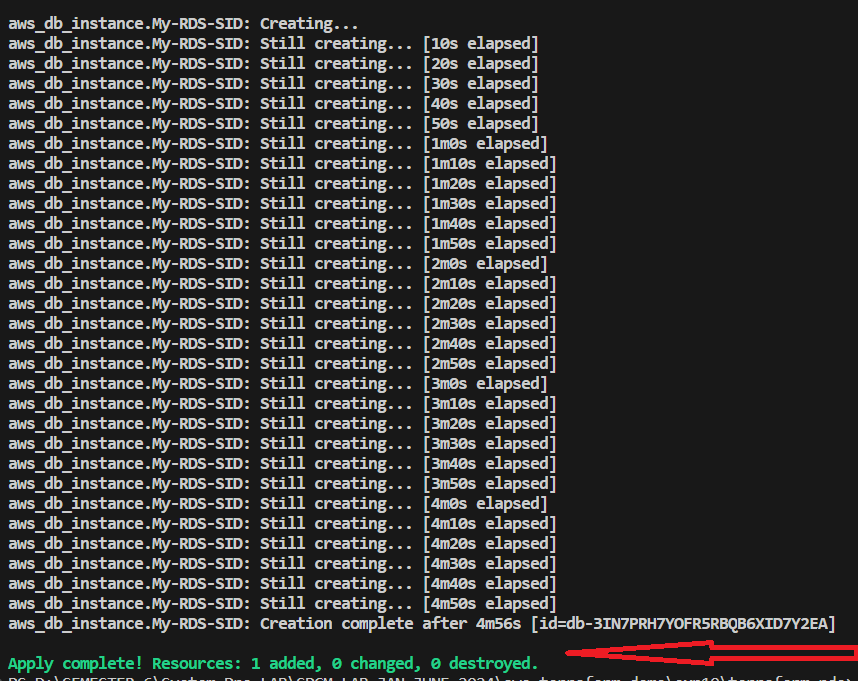 aws_db_instance.My-RDS-SID: Creating...
aws_db_instance.My-RDS-SID: Still creating... [10s elapsed]
aws_db_instance.My-RDS-SID: Still creating... [20s elapsed]
aws_db_instance.My-RDS-SID: Still creating... [30s elapsed]
aws_db_instance.My-RDS-SID: Still creating... [40s elapsed]
aws_db_instance.My-RDS-SID: Still creating... [50s elapsed]
aws_db_instance.My-RDS-SID: Still creating... [1m0s elapsed]
aws_db_instance.My-RDS-SID: Still creating... [1m10s elapsed]
aws_db_instance.My-RDS-SID: Still creating... [1m20s elapsed]
aws_db_instance.My-RDS-SID: Still creating... [1m30s elapsed]
aws_db_instance.My-RDS-SID: Still creating... [1m40s elapsed]
aws_db_instance.My-RDS-SID: Still creating... [1m50s elapsed]
aws_db_instance.My-RDS-SID: Still creating... [2m0s elapsed]
aws_db_instance.My-RDS-SID: Still creating... [2m10s elapsed]
aws_db_instance.My-RDS-SID: Still creating... [2m20s elapsed]
aws_db_instance.My-RDS-SID: Still creating... [2m30s elapsed]
aws_db_instance.My-RDS-SID: Still creating... [2m40s elapsed]
aws_db_instance.My-RDS-SID: Still creating... [2m50s elapsed]
aws_db_instance.My-RDS-SID: Still creating... [3m0s elapsed]
aws_db_instance.My-RDS-SID: Still creating... [3m10s elapsed]
aws_db_instance.My-RDS-SID: Still creating... [3m20s elapsed]
aws_db_instance.My-RDS-SID: Still creating... [3m30s elapsed]
aws_db_instance.My-RDS-SID: Still creating... [3m40s elapsed]
aws_db_instance.My-RDS-SID: Still creating... [3m50s elapsed]
aws_db_instance.My-RDS-SID: Still creating... [4m0s elapsed]
aws_db_instance.My-RDS-SID: Still creating... [4m10s elapsed]
aws_db_instance.My-RDS-SID: Still creating... [4m20s elapsed]
aws_db_instance.My-RDS-SID: Still creating... [4m30s elapsed]
aws_db_instance.My-RDS-SID: Still creating... [4m40s elapsed]
aws_db_instance.My-RDS-SID: Still creating... [4m50s elapsed]
aws_db_instance.My-RDS-SID: Creation complete after 4m56s [id=db-3IN7PRH7YOFR5RBQB6XID7Y2EA]
Apply complete! Resources: 1 added, 0 changed, 0 destroyed.